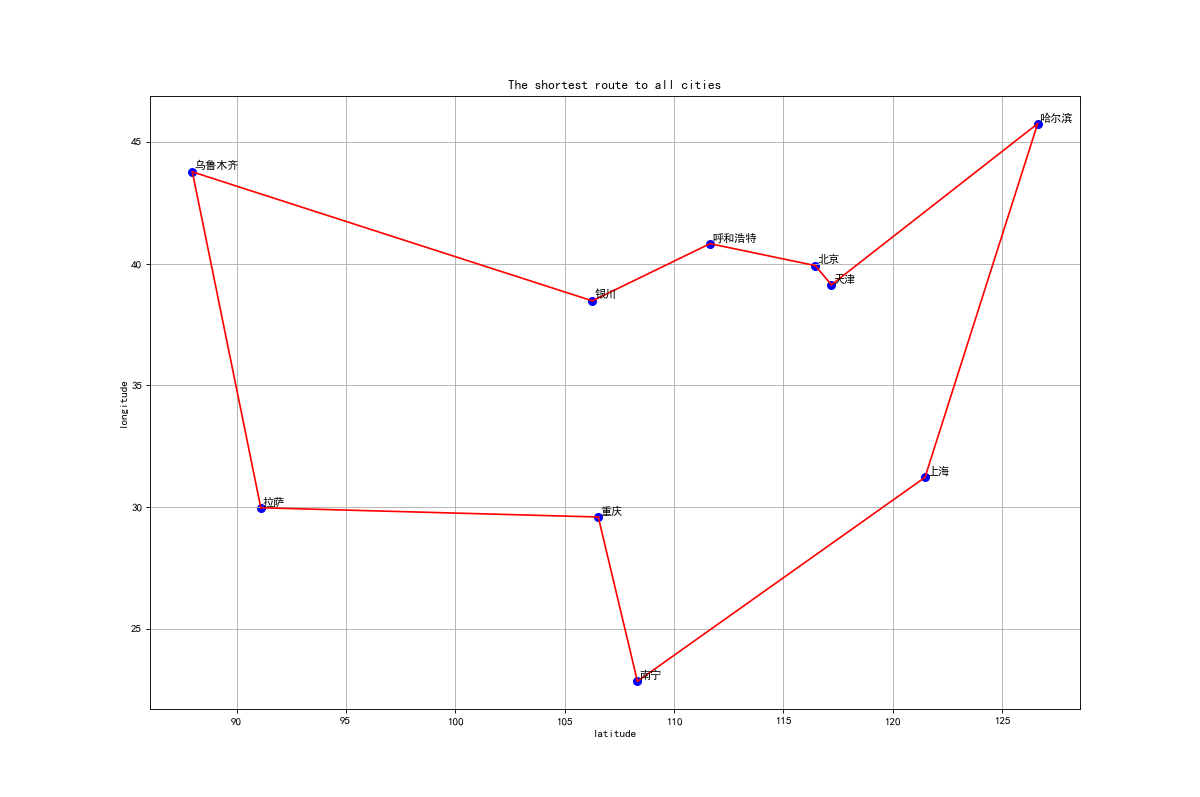 The shortest route to all cities
哈尔滨
乌鲁木齐
呼和浩特
北京
天津
银川
上海
拉萨
重庆
南宁
45
40
35
30
25
longitude
90
95
100
105
110
115
120
125
latitude